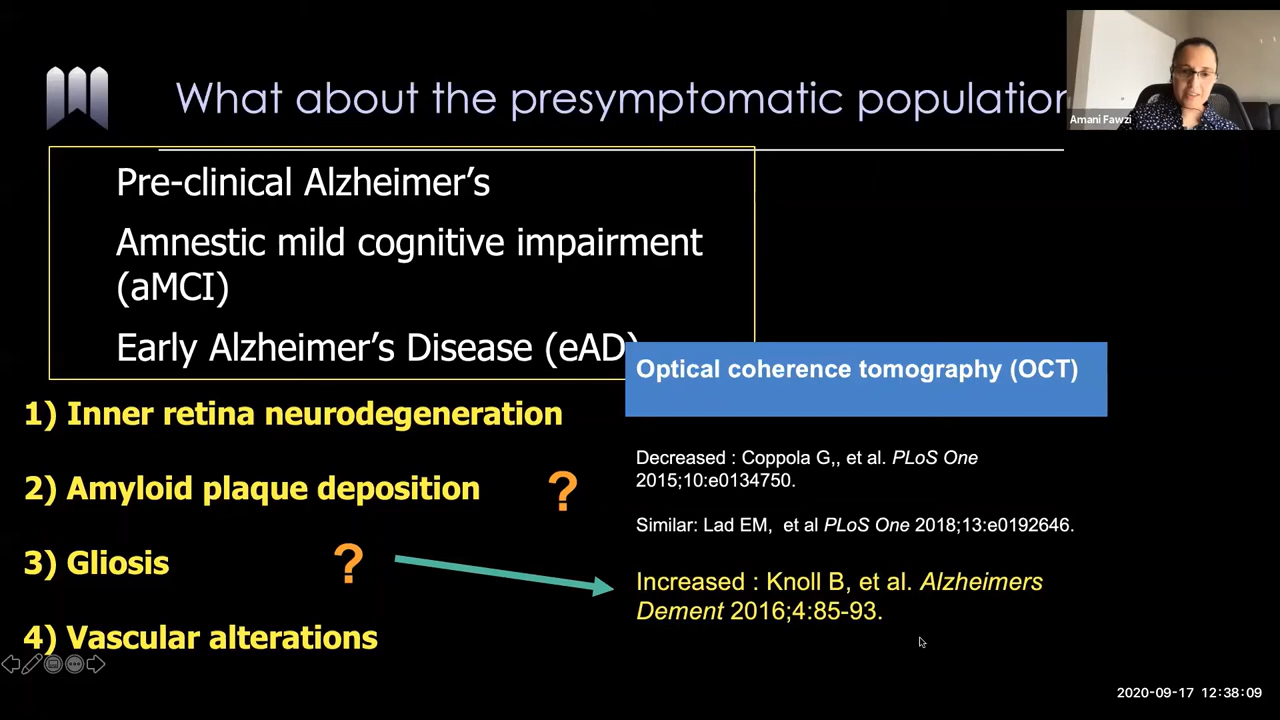 What about the presymptomatic population
Amani Fawzi
Pre-clinical Alzheimer’s
Amnestic mild cognitive impairment
(aMCI)
Early Alzheimer’s Disease (eAD)
Optical coherence tomography (OCT)
1) Inner retina neurodegeneration
2) Amyloid plaque deposition ?
3) Gliosis ?
4) Vascular alterations
Decreased : Coppola G,, et al. PLoS One
2015;10:e0134750.
Similar: Lad EM, et al PLoS One 2018;13:e0192646.
Increased : Knoll B, et al. Alzheimers
Dement 2016;4:85-93.
2020-09-17 12:38:09